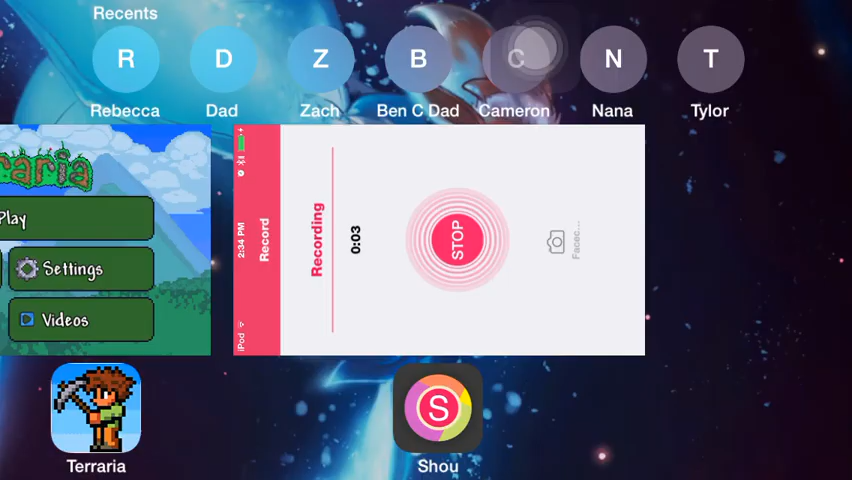 Recents
R D Z B C N T
Rebecca Dad Zach Ben C Dad Cameron Nana Tylor
raria
Play
Settings
Videos
iPod 2:34 PM
Record
Recording
0:03
STOP
Facec...
S
Terraria Shou